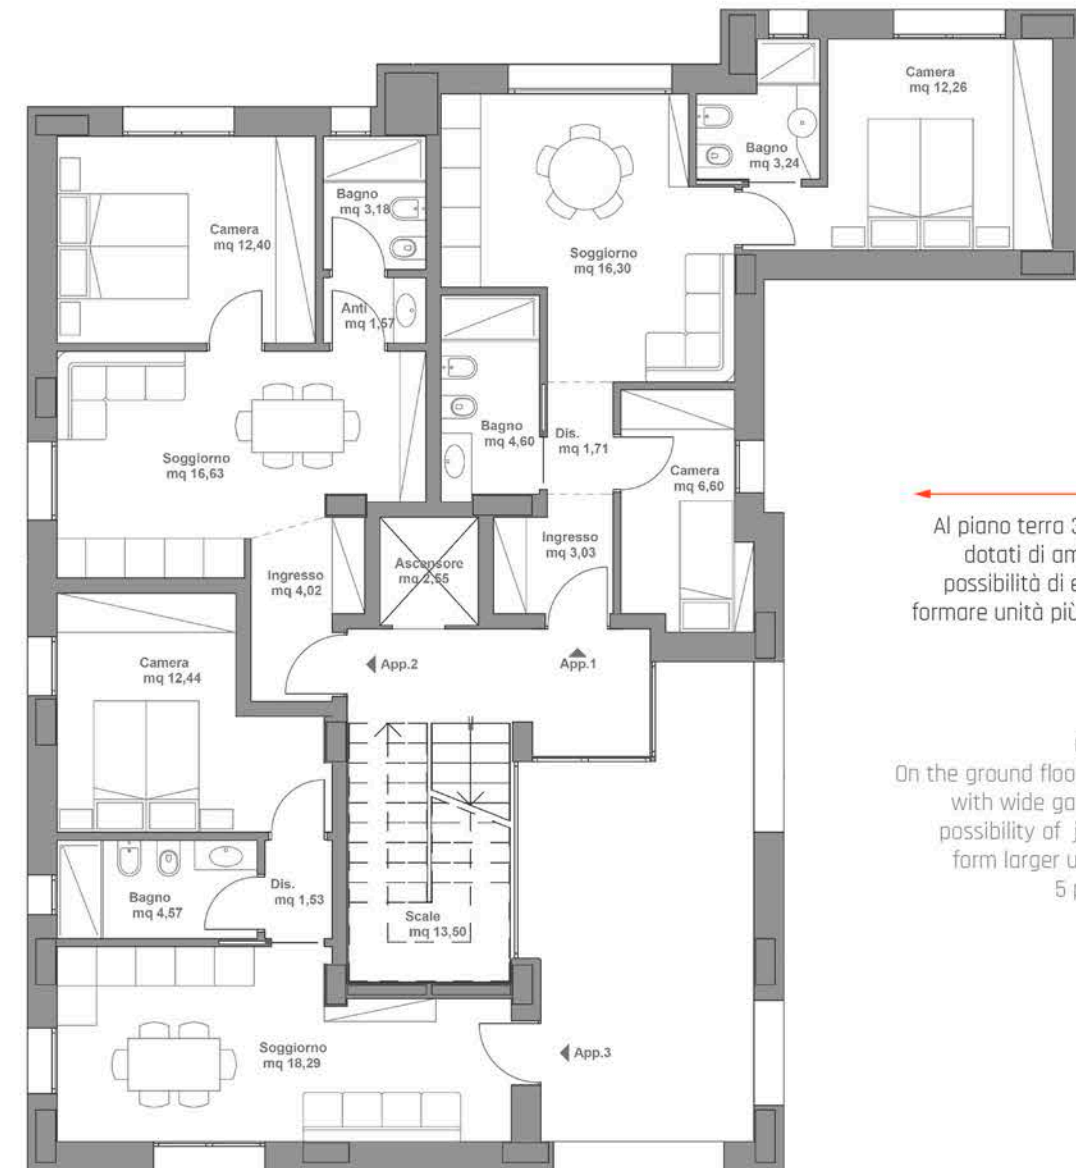 Camera
mq 12,26
Bagno
mq 3,24
Bagno
mq 3,18
Camera
mq 12,40
Soggiorno
mq 16,30
Anti
mq 1,57
Bagno
mq 4,60
Dis.
mq 1,71
Soggiorno
mq 16,63
Camera
mq 6,60
Ingresso
mq 3,03
Ascensore
mq 2,55
Ingresso
mq 4,02
App.2
App.1
Camera
mq 12,44
Dis.
mq 1,53
Bagno
mq 4,57
Scale
mq 13,50
Soggiorno
mq 18,29
App.3
Al piano terra
dotati di
possibilità di
formare unità più
On the ground
with wide
possibility of
form larger
5